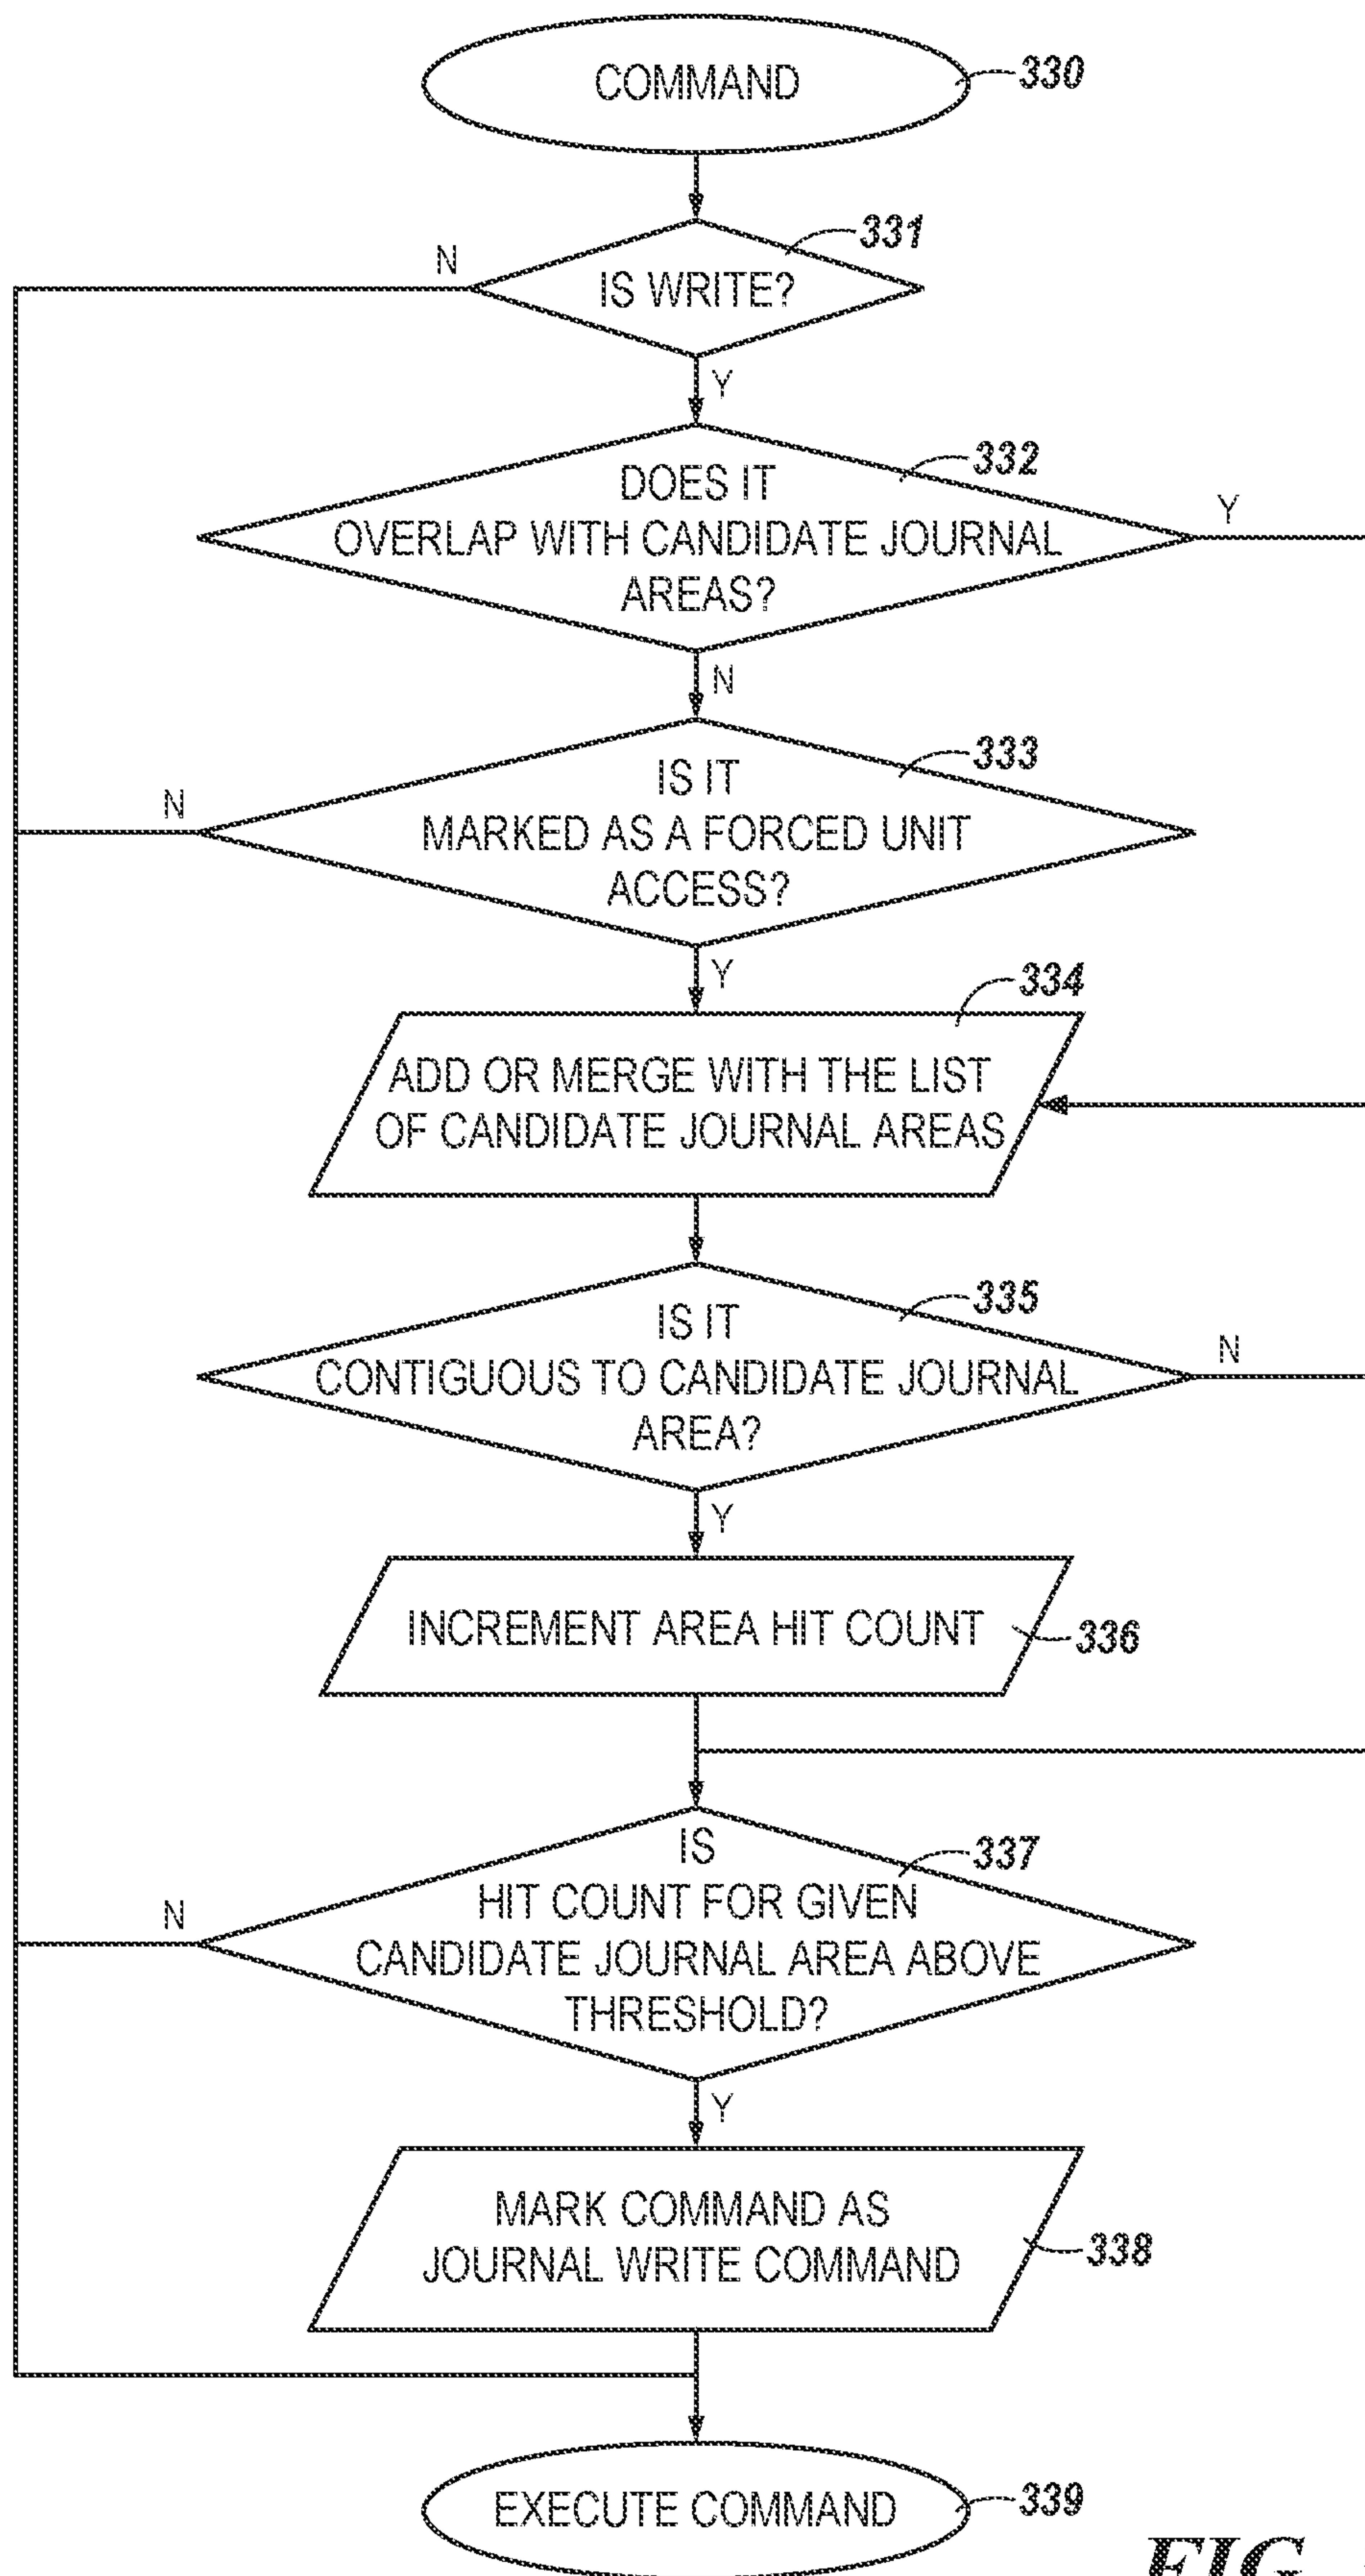 COMMAND
330
331
N
IS WRITE?
Y
332
DOES IT
OVERLAP WITH CANDIDATE JOURNAL
AREAS?
Y
N
333
IS IT
MARKED AS A FORCED UNIT
ACCESS?
N
Y
334
ADD OR MERGE WITH THE LIST
OF CANDIDATE JOURNAL AREAS
335
IS IT
CONTIGUOUS TO CANDIDATE JOURNAL
AREA?
N
Y
INCREMENT AREA HIT COUNT
336
337
IS
HIT COUNT FOR GIVEN
CANDIDATE JOURNAL AREA ABOVE
THRESHOLD?
N
Y
MARK COMMAND AS
JOURNAL WRITE COMMAND
338
EXECUTE COMMAND
339
FIG